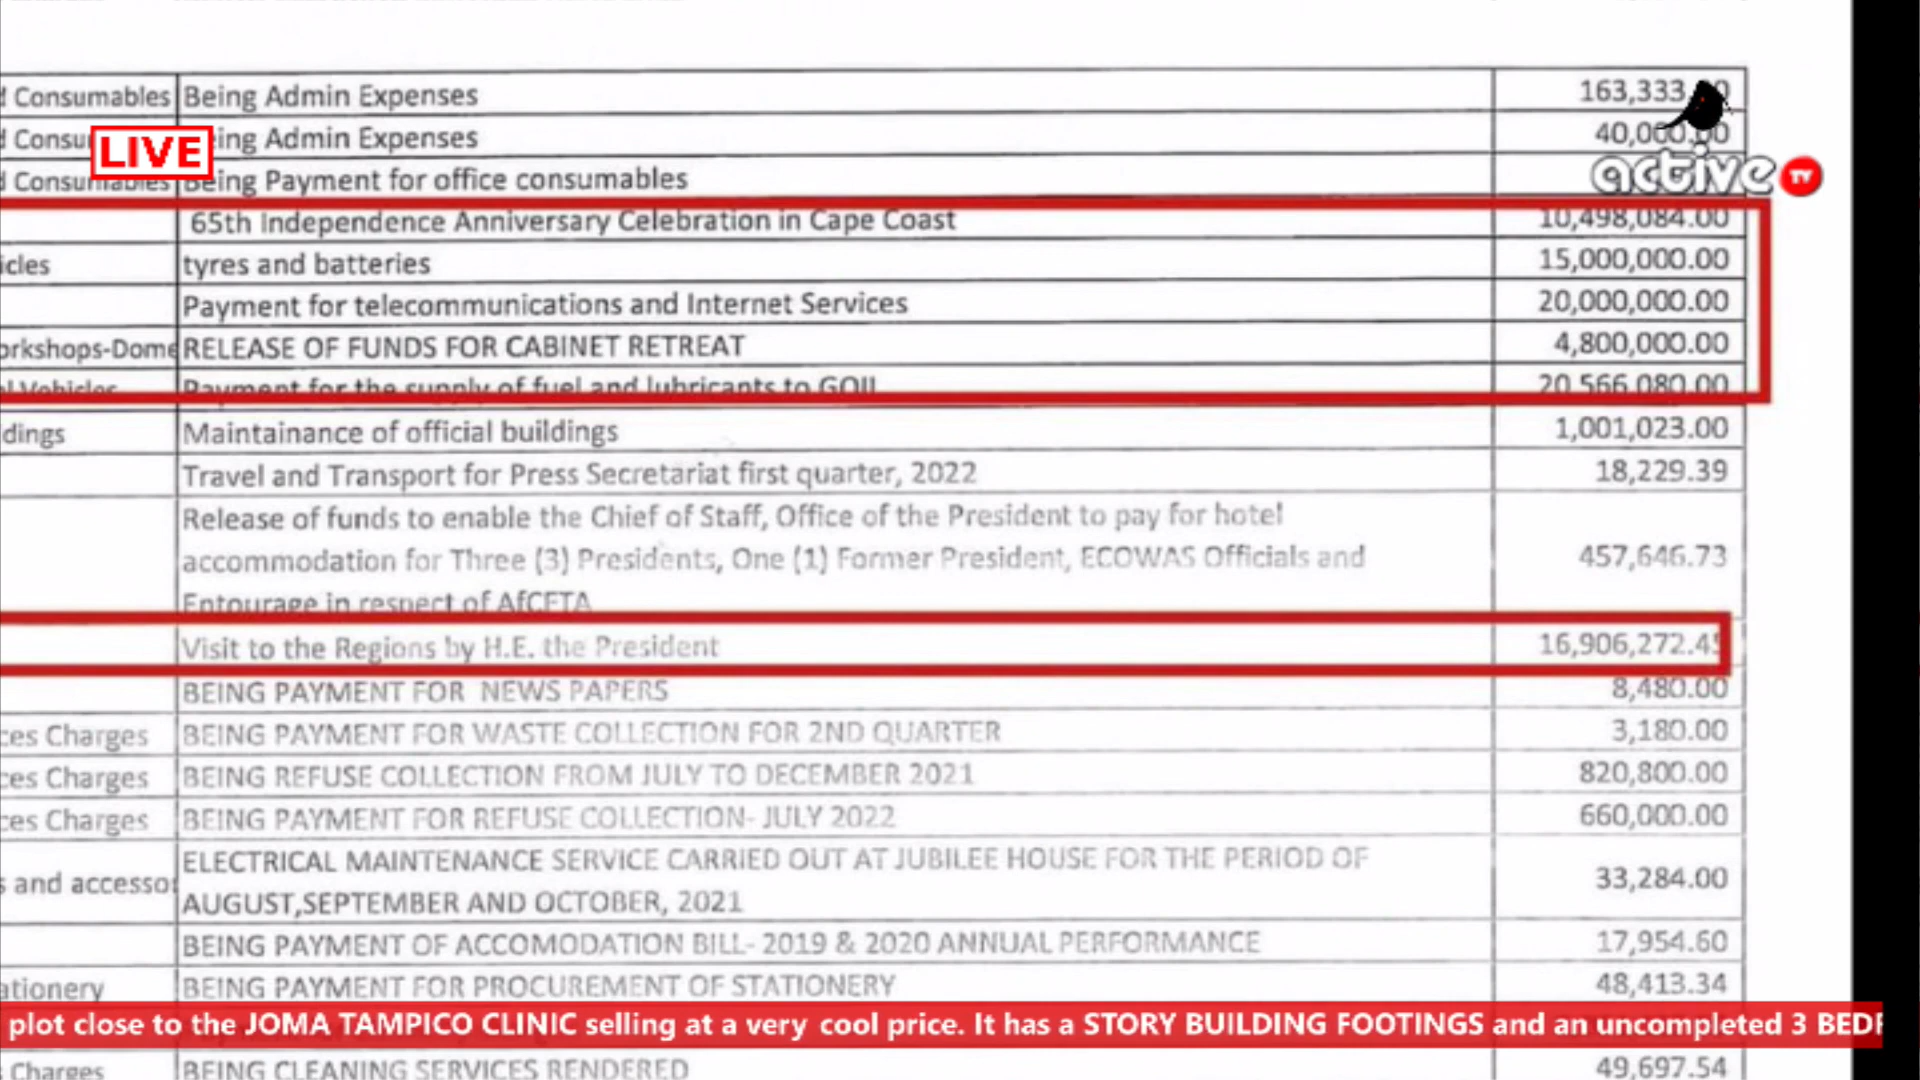 Consumables Being Admin Expenses 163,333
Being Admin Expenses 40,000.00
LIVE
Consumables Being Payment for office consumables
active TV
65th Independence Anniversary Celebration in Cape Coast 10,498,084.00
icles tyres and batteries 15,000,000.00
Payment for telecommunications and Internet Services 20,000,000.00
orkshops-Dome RELEASE OF FUNDS FOR CABINET RETREAT 4,800,000.00
Vehicles Payment for the supply of fuel and lubricants to GOIL 20,566,080.00
dings Maintainance of official buildings 1,001,023.00
Travel and Transport for Press Secretariat first quarter, 2022 18,229.39
Release of funds to enable the Chief of Staff, Office of the President to pay for hotel
accommodation for Three (3) Presidents, One (1) Former President, ECOWAS Officials and 457,646.73
Entourage in respect of AfCFTA
Visit to the Regions by H.E. the President 16,906,272.45
BEING PAYMENT FOR NEWS PAPERS 8,480.00
ces Charges BEING PAYMENT FOR WASTE COLLECTION FOR 2ND QUARTER 3,180.00
ces Charges BEING REFUSE COLLECTION FROM JULY TO DECEMBER 2021 820,800.00
ces Charges BEING PAYMENT FOR REFUSE COLLECTION- JULY 2022 660,000.00
ELECTRICAL MAINTENANCE SERVICE CARRIED OUT AT JUBILEE HOUSE FOR THE PERIOD OF
s and accessor 33,284.00
AUGUST,SEPTEMBER AND OCTOBER, 2021
BEING PAYMENT OF ACCOMODATION BILL- 2019 & 2020 ANNUAL PERFORMANCE 17,954.60
ationery BEING PAYMENT FOR PROCUREMENT OF STATIONERY 48,413.34
plot close to the JOMA TAMPICO CLINIC selling at a very cool price. It has a STORY BUILDING FOOTINGS and an uncompleted 3 BEDR
Charges BEING CLEANING SERVICES RENDERED 49,697.54